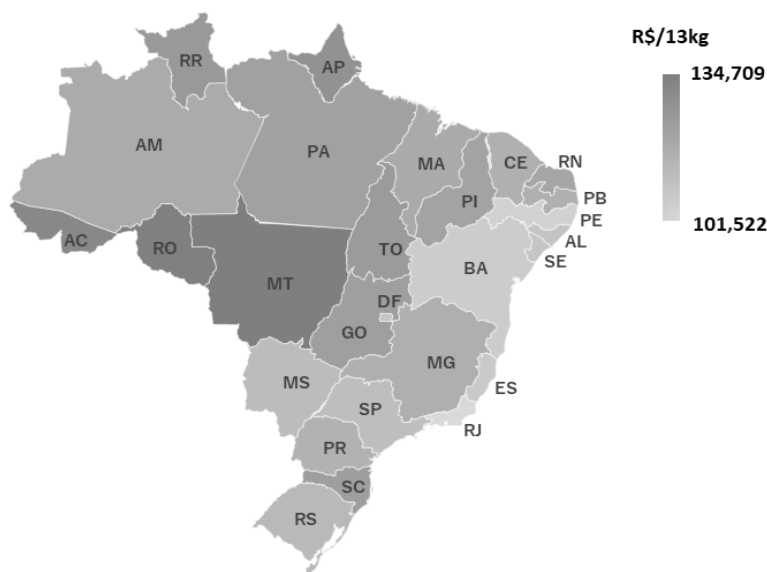 R$/13kg
134,709
101,522
RR
AP
AM
PA
MA
CE
RN
PB
PE
AL
SE
PI
AC
RO
TO
BA
MT
DF
GO
MG
ES
MS
SP
RJ
PR
SC
RS